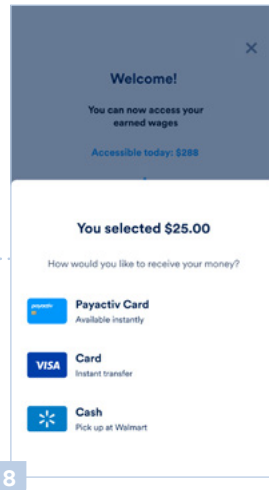 Welcome!
You can now access your
earned wages
Accessible today: $288
You selected $25.00
How would you like to receive your money?
payactiv
Payactiv Card
Available instantly
VISA
Card
Instant transfer
Cash
Pick up at Walmart
8